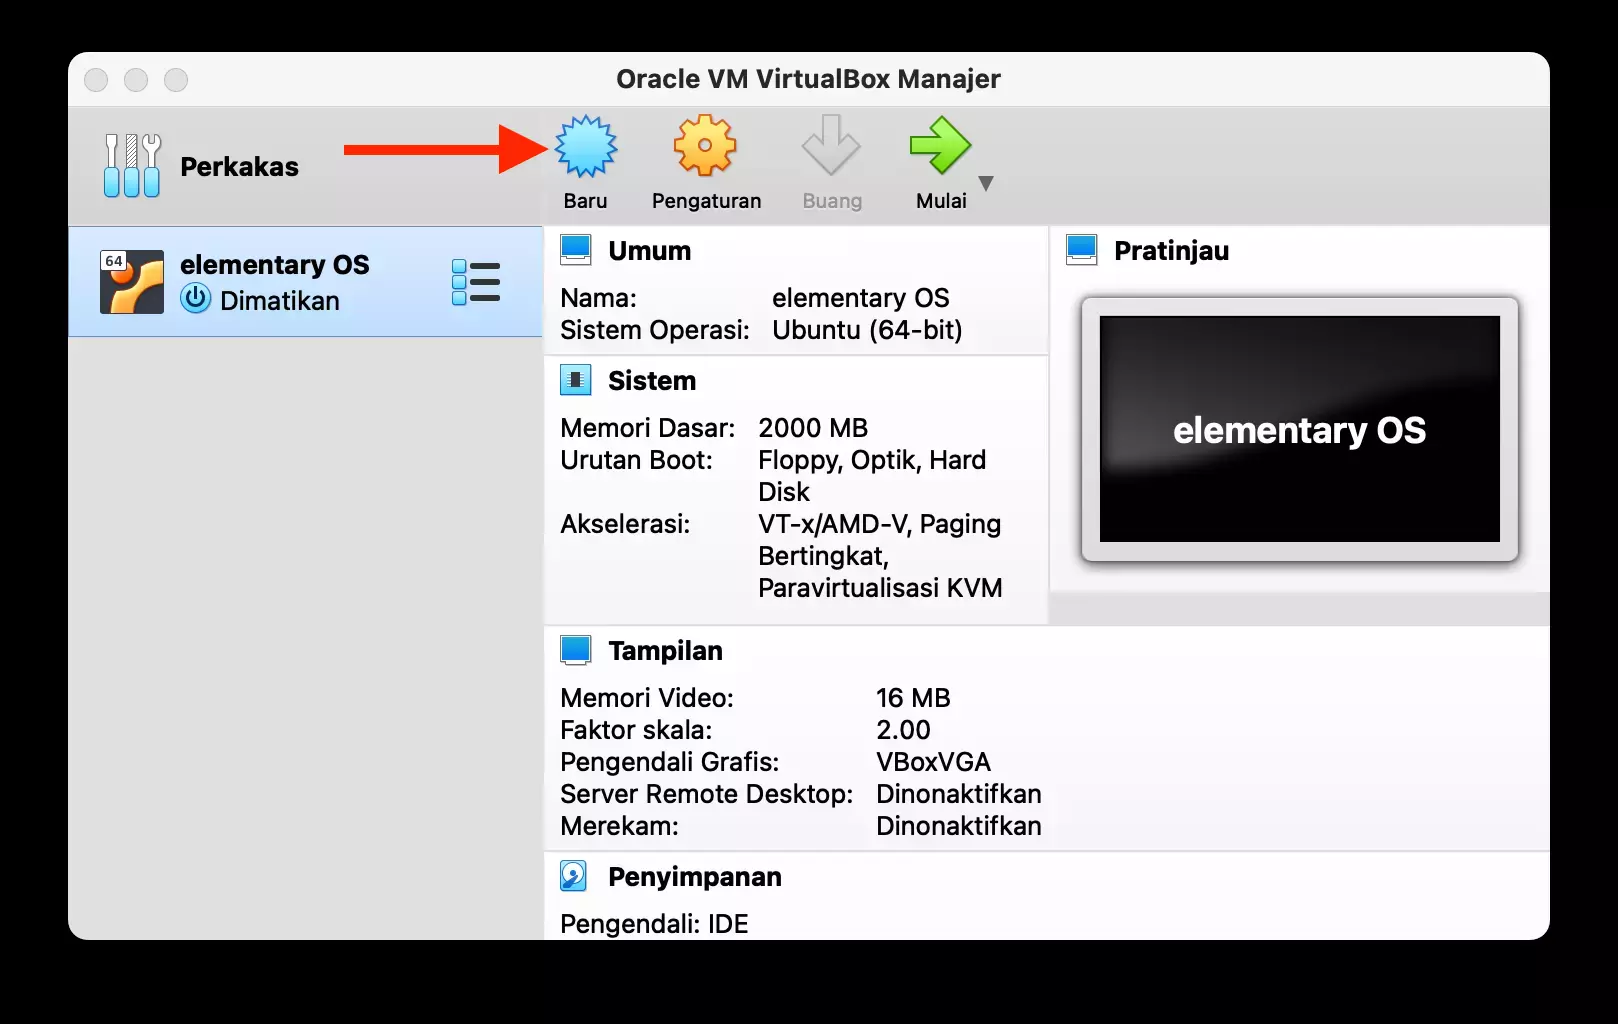 Oracle VM VirtualBox Manajer
Perkakas
Baru
Pengaturan
Buang
Mulai
64
elementary OS
Dimatikan
Umum
Nama: elementary OS
Sistem Operasi: Ubuntu (64-bit)
Sistem
Memori Dasar: 2000 MB
Urutan Boot: Floppy, Optik, Hard
Disk
Akselerasi: VT-x/AMD-V, Paging
Bertingkat,
Paravirtualisasi KVM
Pratinjau
elementary OS
Tampilan
Memori Video: 16 MB
Faktor skala: 2.00
Pengendali Grafis: VBoxVGA
Server Remote Desktop: Dinonaktifkan
Merekam: Dinonaktifkan
Penyimpanan
Pengendali: IDE